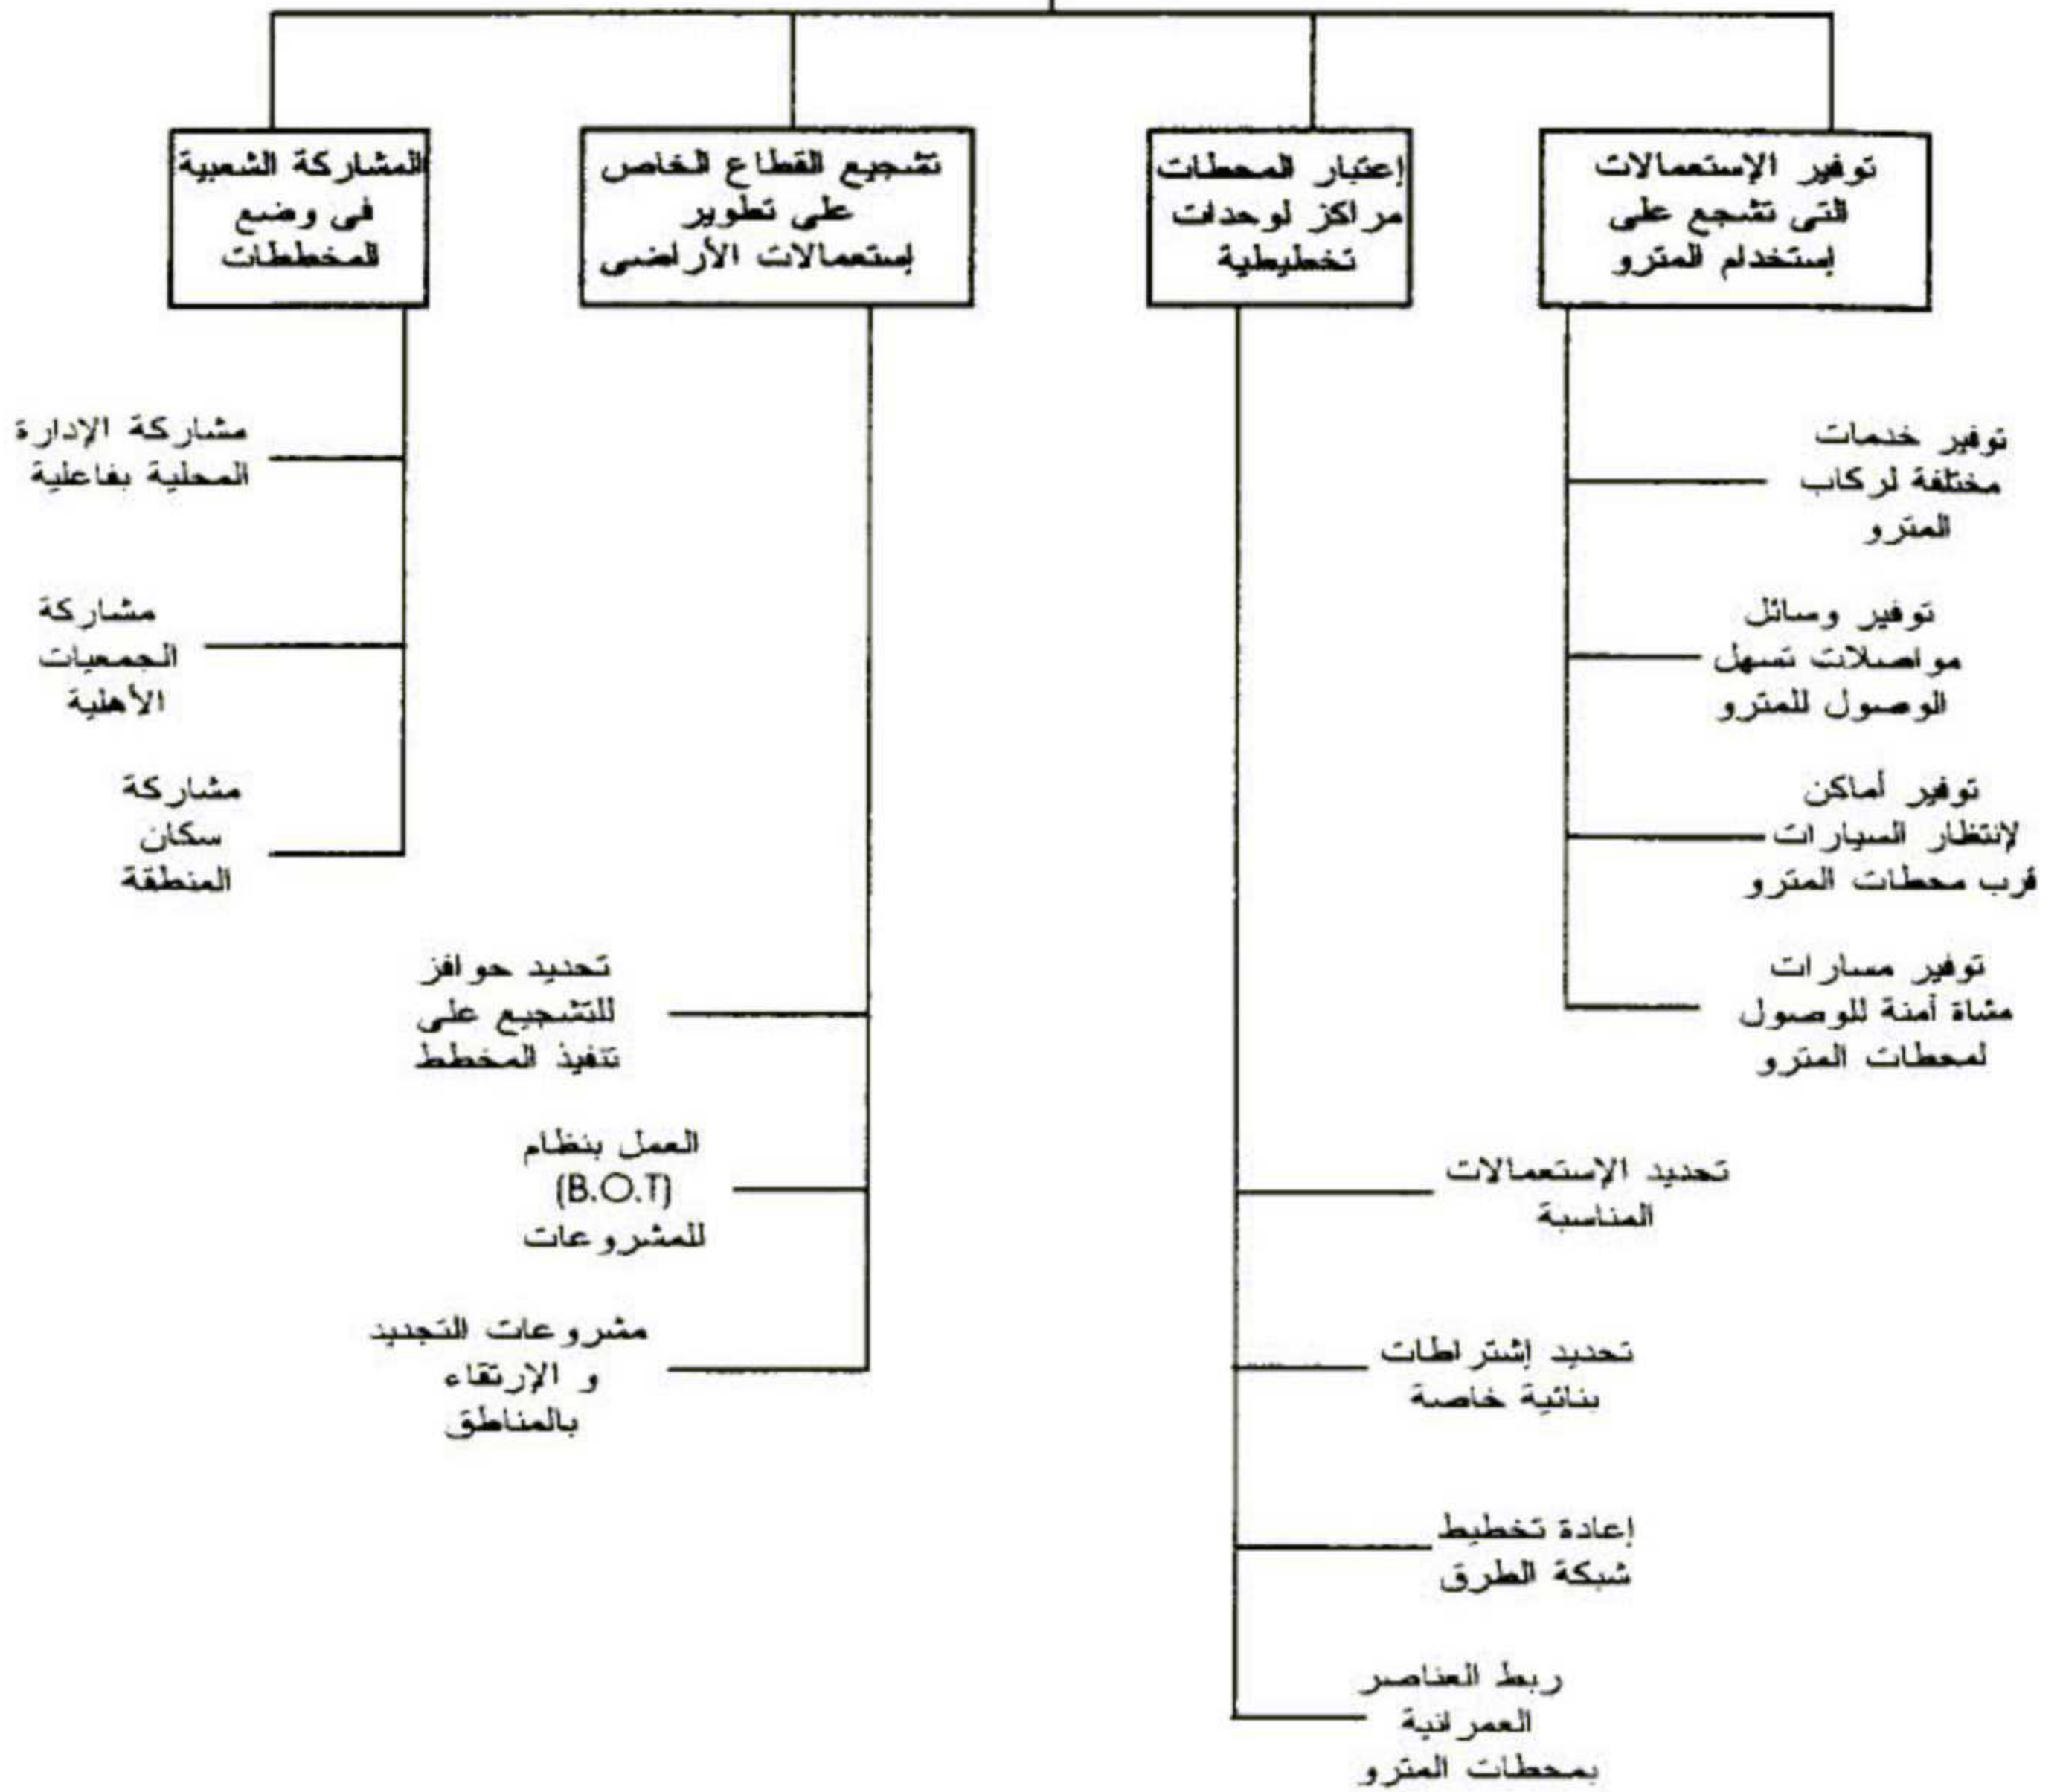 توفير الإستعمالات
التى تشجع على
إستخدام المترو
إعتبار المحطات
مراكز لوحدات
تخطيطية
تشجيع القطاع الخاص
على تطوير
إستعمالات الأراضى
المشاركة الشعبية
فى وضع
المخططات
توفير خدمات
مختلفة لركاب
المترو
توفير وسائل
مواصلات تسهل
الوصول للمترو
توفير أماكن
لإنتظار السيارات
قرب محطات المترو
توفير مسارات
مشاة آمنة للوصول
لمحطات المترو
تحديد الإستعمالات
المناسبة
تحديد إشتراطات
بنائية خاصة
إعادة تخطيط
شبكة الطرق
ربط العناصر
العمرانية
بمحطات المترو
تحديد حوافز
للتشجيع على
تنفيذ المخطط
العمل بنظام
(B.O.T)
للمشروعات
مشروعات التجديد
و الإرتقاء
بالمناطق
مشاركة الإدارة
المحلية بفاعلية
مشاركة
الجمعيات
الأهلية
مشاركة
سكان
المنطقة